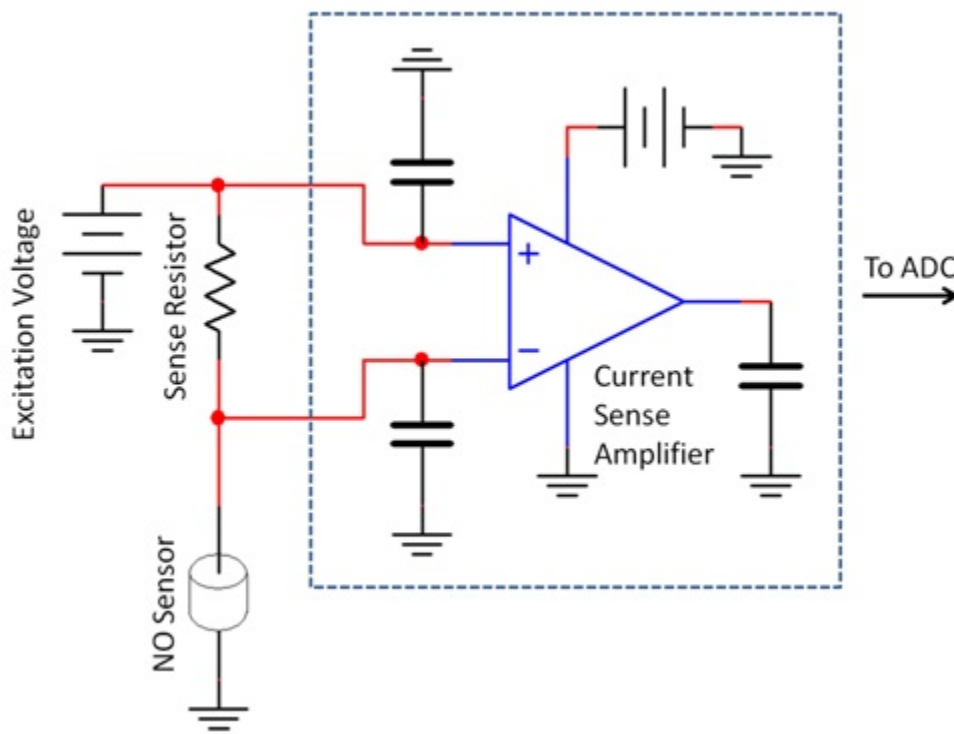 Excitation Voltage
Sense Resistor
NO Sensor
+
−
Current
Sense
Amplifier
To ADC